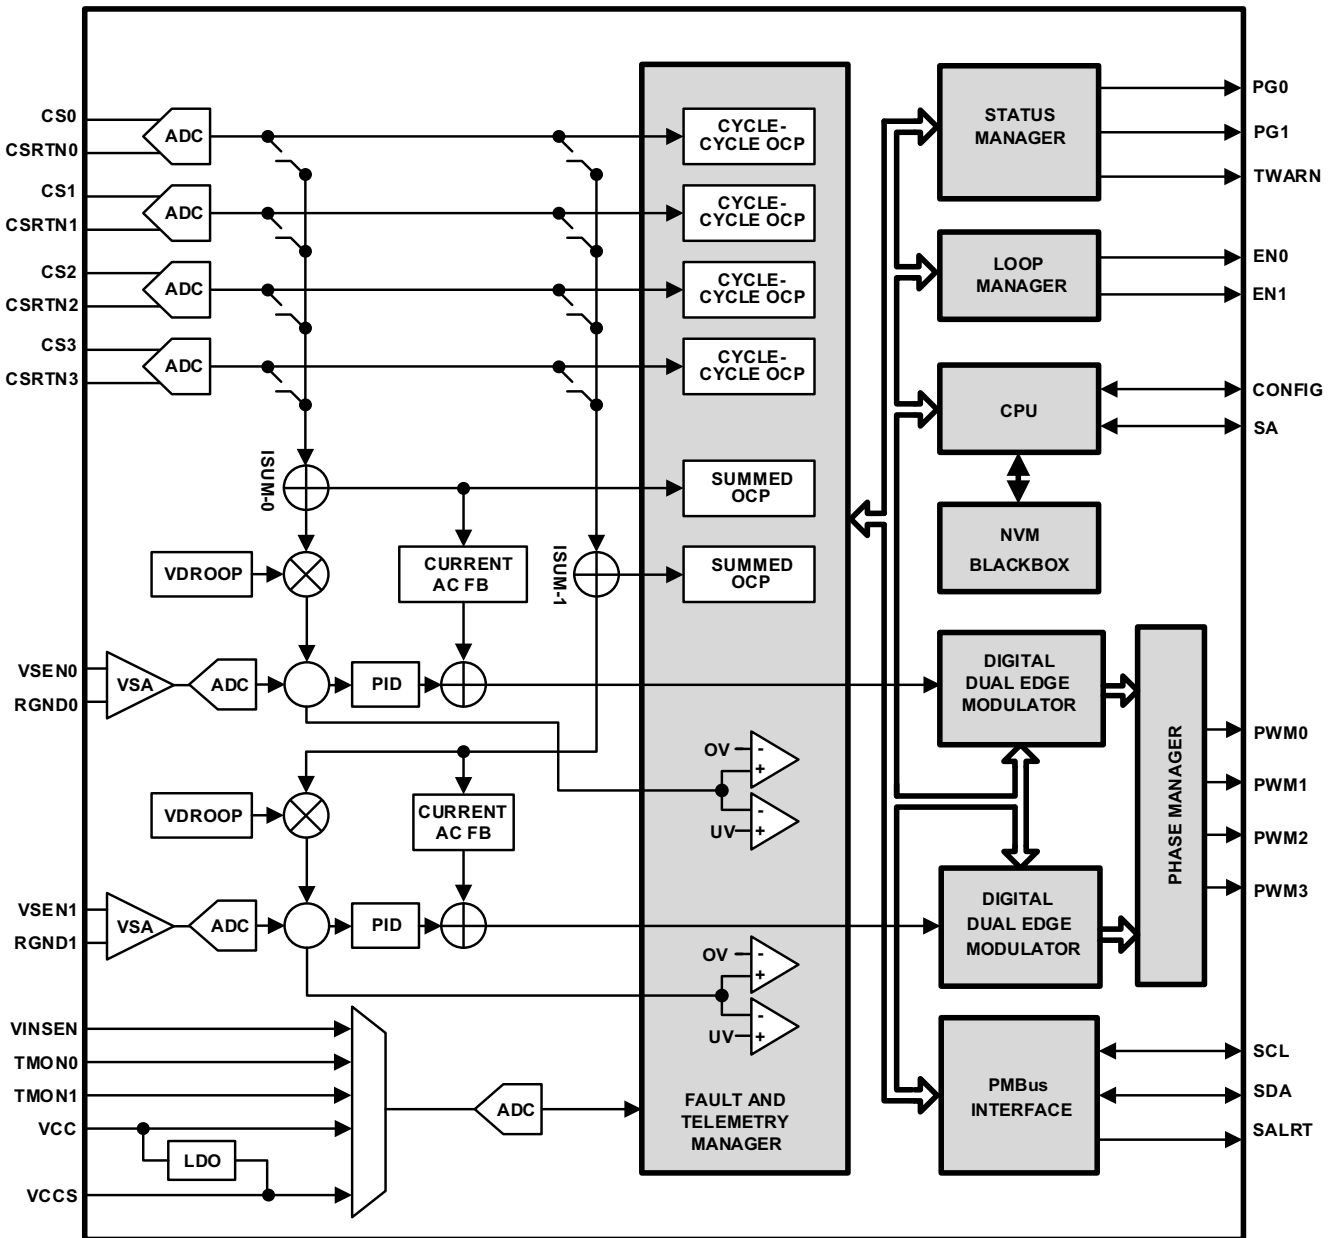 CS0
CSRTN0
ADC
CYCLE-
CYCLE OCP
CS1
CSRTN1
ADC
CYCLE-
CYCLE OCP
CS2
CSRTN2
ADC
CYCLE-
CYCLE OCP
CS3
CSRTN3
ADC
CYCLE-
CYCLE OCP
ISUM-0
SUMMED
OCP
VDROOP
CURRENT
AC FB
ISUM-1
SUMMED
OCP
VSEN0
RGND0
VSA
ADC
PID
OV
-
+
-
UV
+
VDROOP
CURRENT
AC FB
VSEN1
RGND1
VSA
ADC
PID
OV
-
+
-
UV
+
VINSEN
TMON0
TMON1
VCC
LDO
VCCS
ADC
FAULT AND
TELEMETRY
MANAGER
STATUS
MANAGER
PG0
PG1
TWARN
LOOP
MANAGER
EN0
EN1
CPU
CONFIG
SA
NVM
BLACKBOX
DIGITAL
DUAL EDGE
MODULATOR
PHASE MANAGER
PWM0
PWM1
PWM2
PWM3
DIGITAL
DUAL EDGE
MODULATOR
PMBus
INTERFACE
SCL
SDA
SALRT